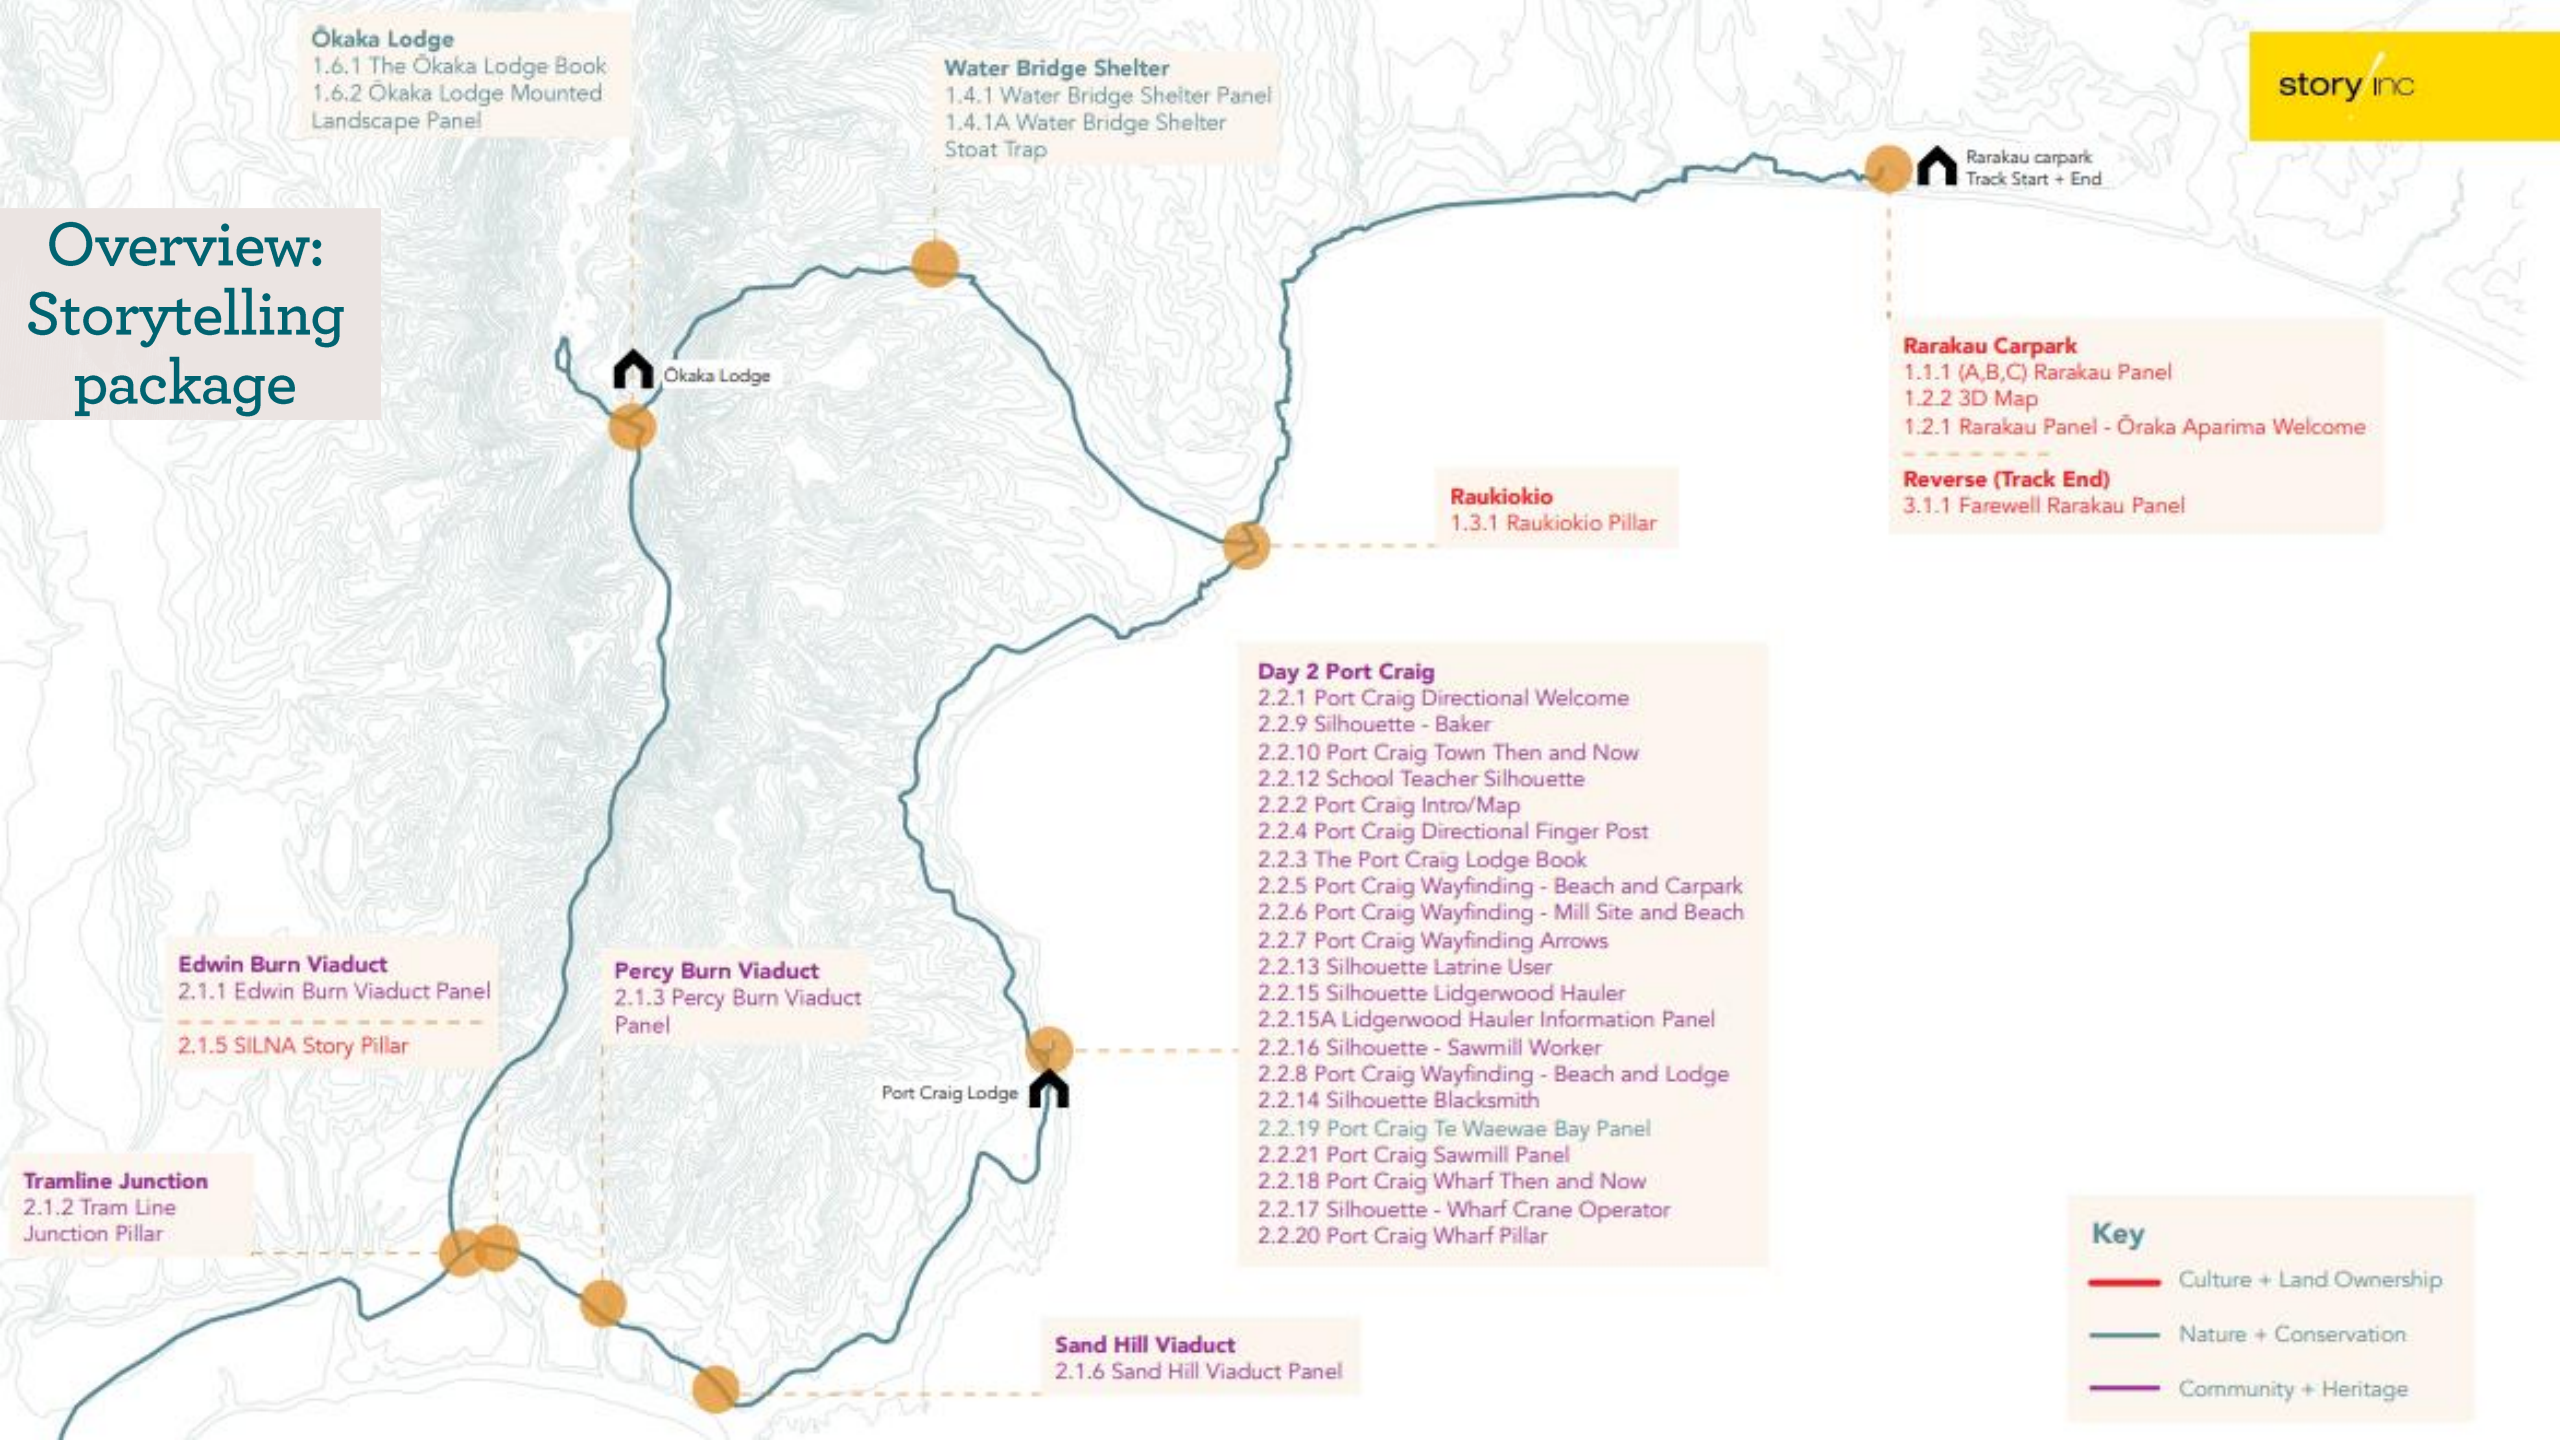 Ōkaka Lodge
1.6.1 The Ōkaka Lodge Book
1.6.2 Ōkaka Lodge Mounted
Landscape Panel
Water Bridge Shelter
1.4.1 Water Bridge Shelter Panel
1.4.1A Water Bridge Shelter
Stoat Trap
story inc
Rarakau carpark
Track Start + End
Overview:
Storytelling
package
Ōkaka Lodge
Rarakau Carpark
1.1.1 (A,B,C) Rarakau Panel
1.2.2 3D Map
1.2.1 Rarakau Panel - Ōraka Aparima Welcome
Reverse (Track End)
3.1.1 Farewell Rarakau Panel
Raukiokio
1.3.1 Raukiokio Pillar
Day 2 Port Craig
2.2.1 Port Craig Directional Welcome
2.2.9 Silhouette - Baker
2.2.10 Port Craig Town Then and Now
2.2.12 School Teacher Silhouette
2.2.2 Port Craig Intro/Map
2.2.4 Port Craig Directional Finger Post
2.2.3 The Port Craig Lodge Book
2.2.5 Port Craig Wayfinding - Beach and Carpark
2.2.6 Port Craig Wayfinding - Mill Site and Beach
2.2.7 Port Craig Wayfinding Arrows
2.2.13 Silhouette Latrine User
2.2.15 Silhouette Lidgerwood Hauler
2.2.15A Lidgerwood Hauler Information Panel
2.2.16 Silhouette - Sawmill Worker
2.2.8 Port Craig Wayfinding - Beach and Lodge
2.2.14 Silhouette Blacksmith
2.2.19 Port Craig Te Waewae Bay Panel
2.2.21 Port Craig Sawmill Panel
2.2.18 Port Craig Wharf Then and Now
2.2.17 Silhouette - Wharf Crane Operator
2.2.20 Port Craig Wharf Pillar
Edwin Burn Viaduct
2.1.1 Edwin Burn Viaduct Panel
2.1.5 SILNA Story Pillar
Percy Burn Viaduct
2.1.3 Percy Burn Viaduct
Panel
Port Craig Lodge
Tramline Junction
2.1.2 Tram Line
Junction Pillar
Sand Hill Viaduct
2.1.6 Sand Hill Viaduct Panel
Key
Culture + Land Ownership
Nature + Conservation
Community + Heritage